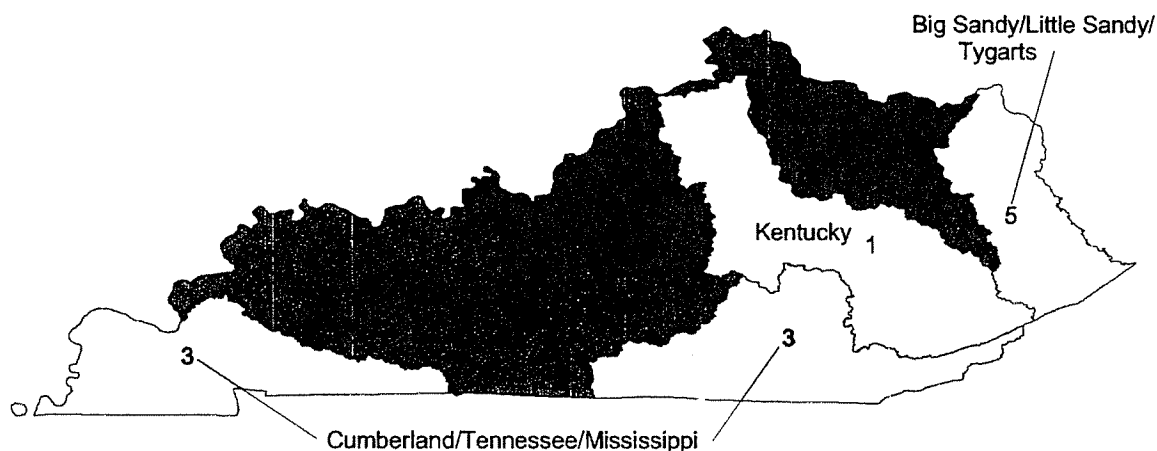 Big Sandy/Little Sandy/
Tygarts
5
Kentucky 1
3
3
Cumberland/Tennessee/Mississippi